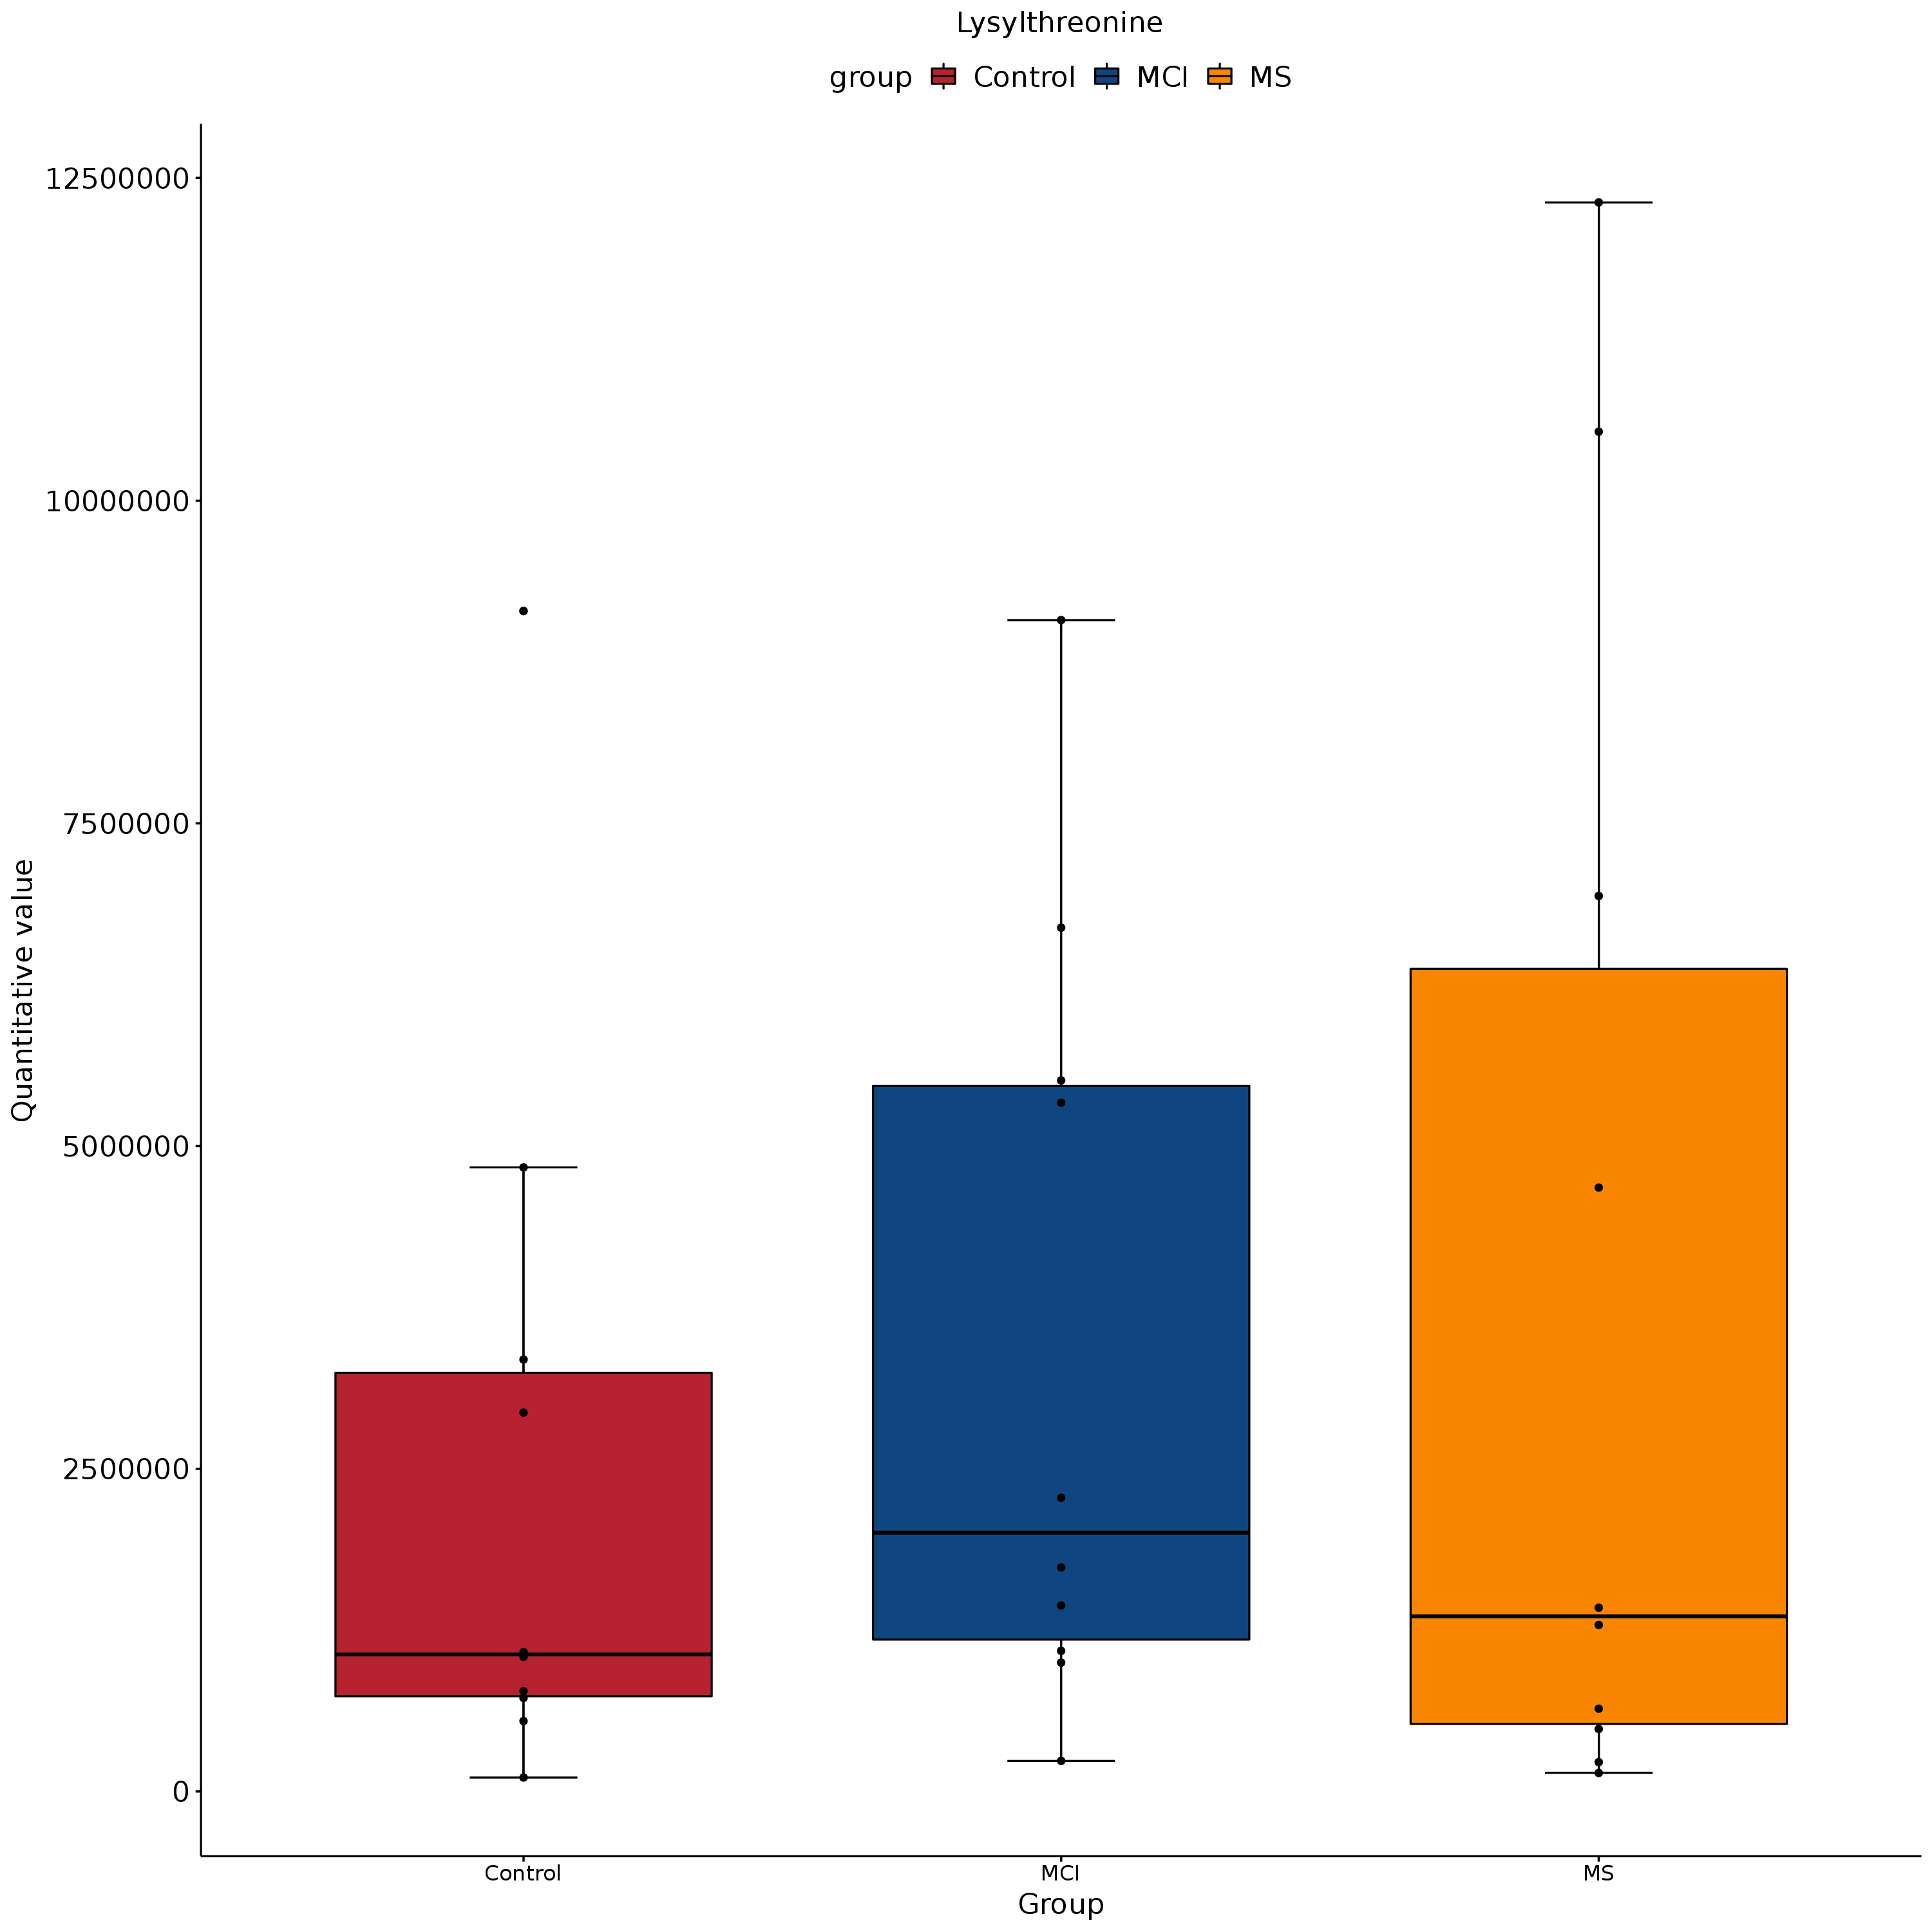 Lysylthreonine
group Control MCI MS
12500000
10000000
7500000
5000000
2500000
0
Quantitative value
Control MCI MS
Group